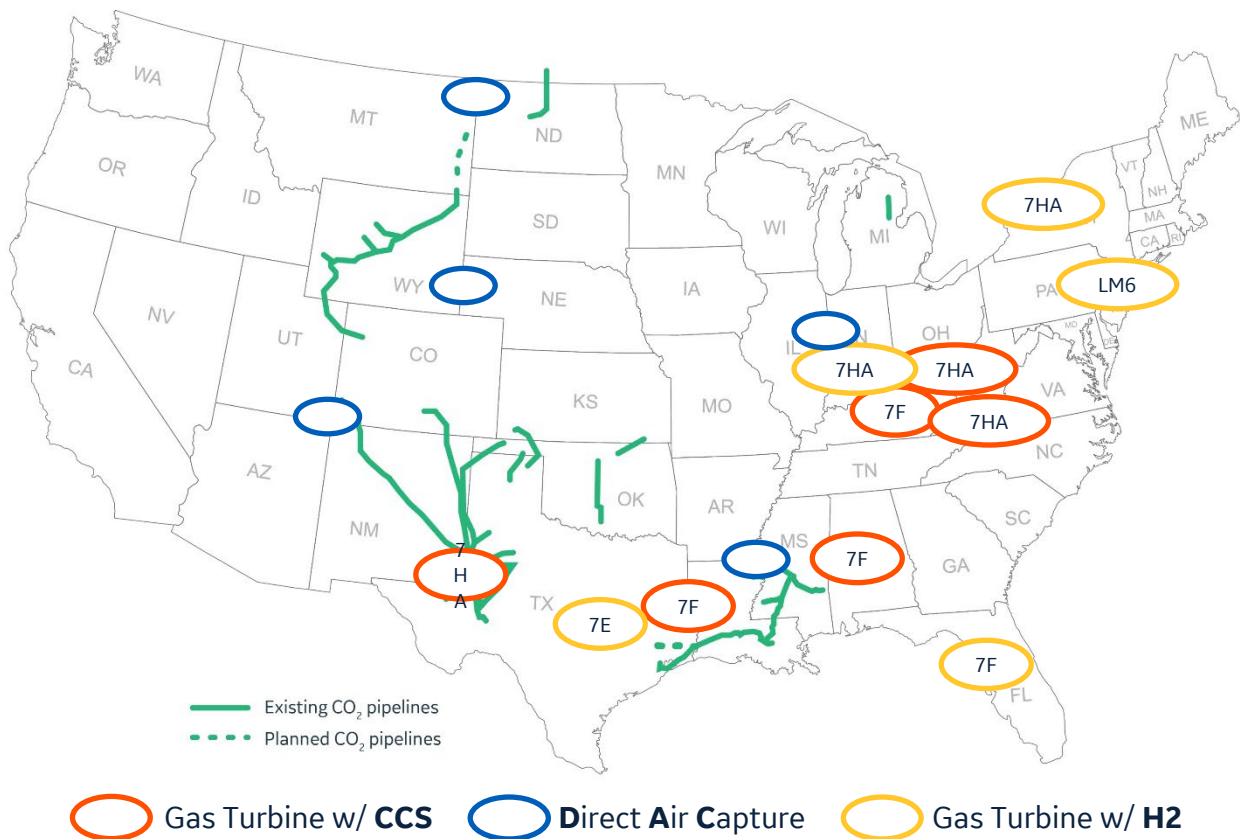 WA
MT
ND
ME
OR
MN
VT
ID
NH
7HA
SD
WI
MA
MI
CA
RI
WY
NE
IA
PA
LM6
NV
UT
OH
MD
DE
CO
IL
N
CA
7HA
7HA
VA
KS
MO
7F
7HA
NC
AZ
TN
OK
AR
NM
SC
MS
7
H
A
7F
GA
TX
7F
7E
7F
FL
Existing CO₂ pipelines
Planned CO₂ pipelines
Gas Turbine w/ CCS
Direct Air Capture
Gas Turbine w/ H2